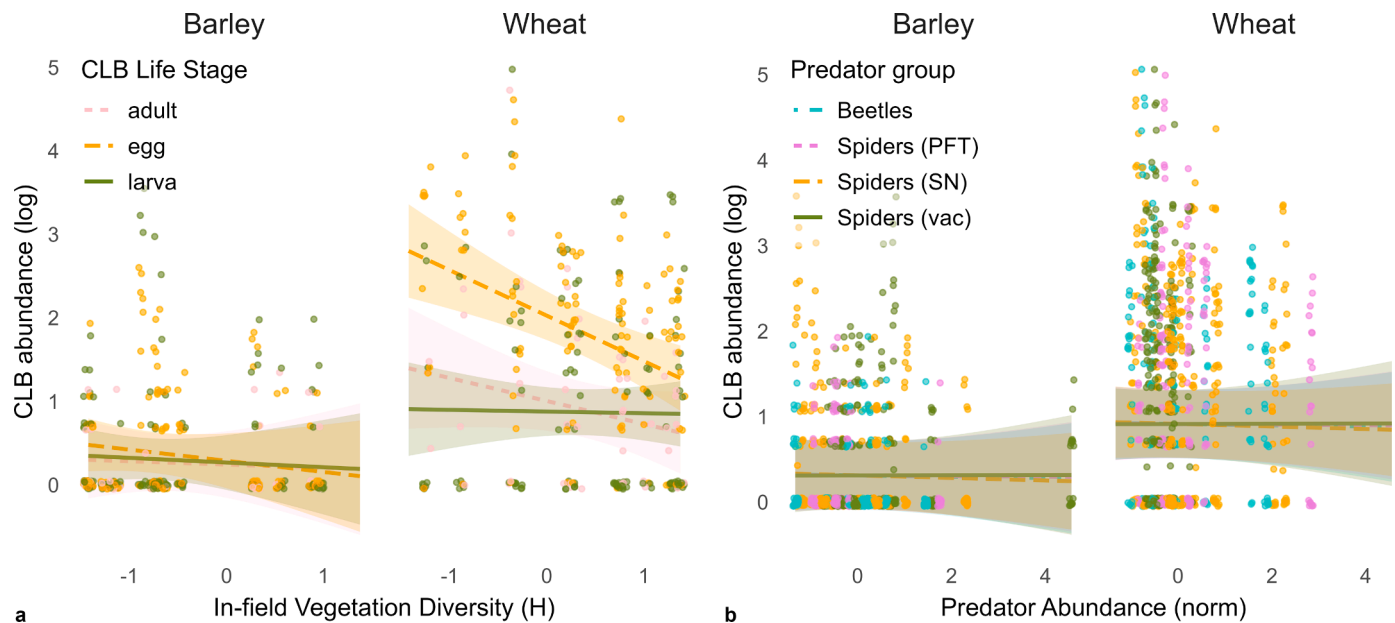 Barley
Wheat
CLB Life Stage
adult
egg
larva
5
4
3
2
1
0
CLB abundance (log)
-1
0
1
-1
0
1
In-field Vegetation Diversity (H)
a
Barley
Wheat
Predator group
Beetles
Spiders (PFT)
Spiders (SN)
Spiders (vac)
5
4
3
2
1
0
CLB abundance (log)
0
2
4
0
2
4
Predator Abundance (norm)
b